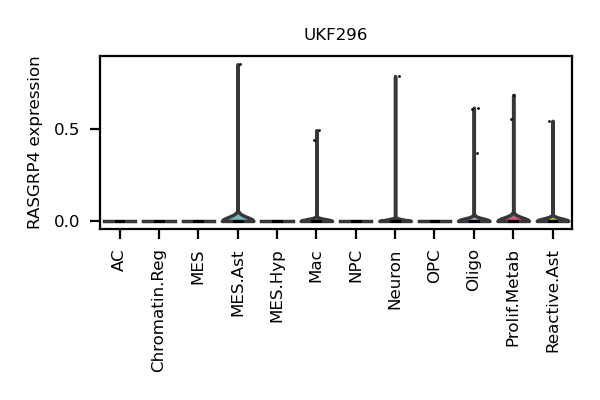 UKF296
RASGRP4 expression
0.5
0.0
AC
Chromatin.Reg
MES
MES.Ast
MES.Hyp
Mac
NPC
Neuron
OPC
Oligo
Prolif.Metab
Reactive.Ast